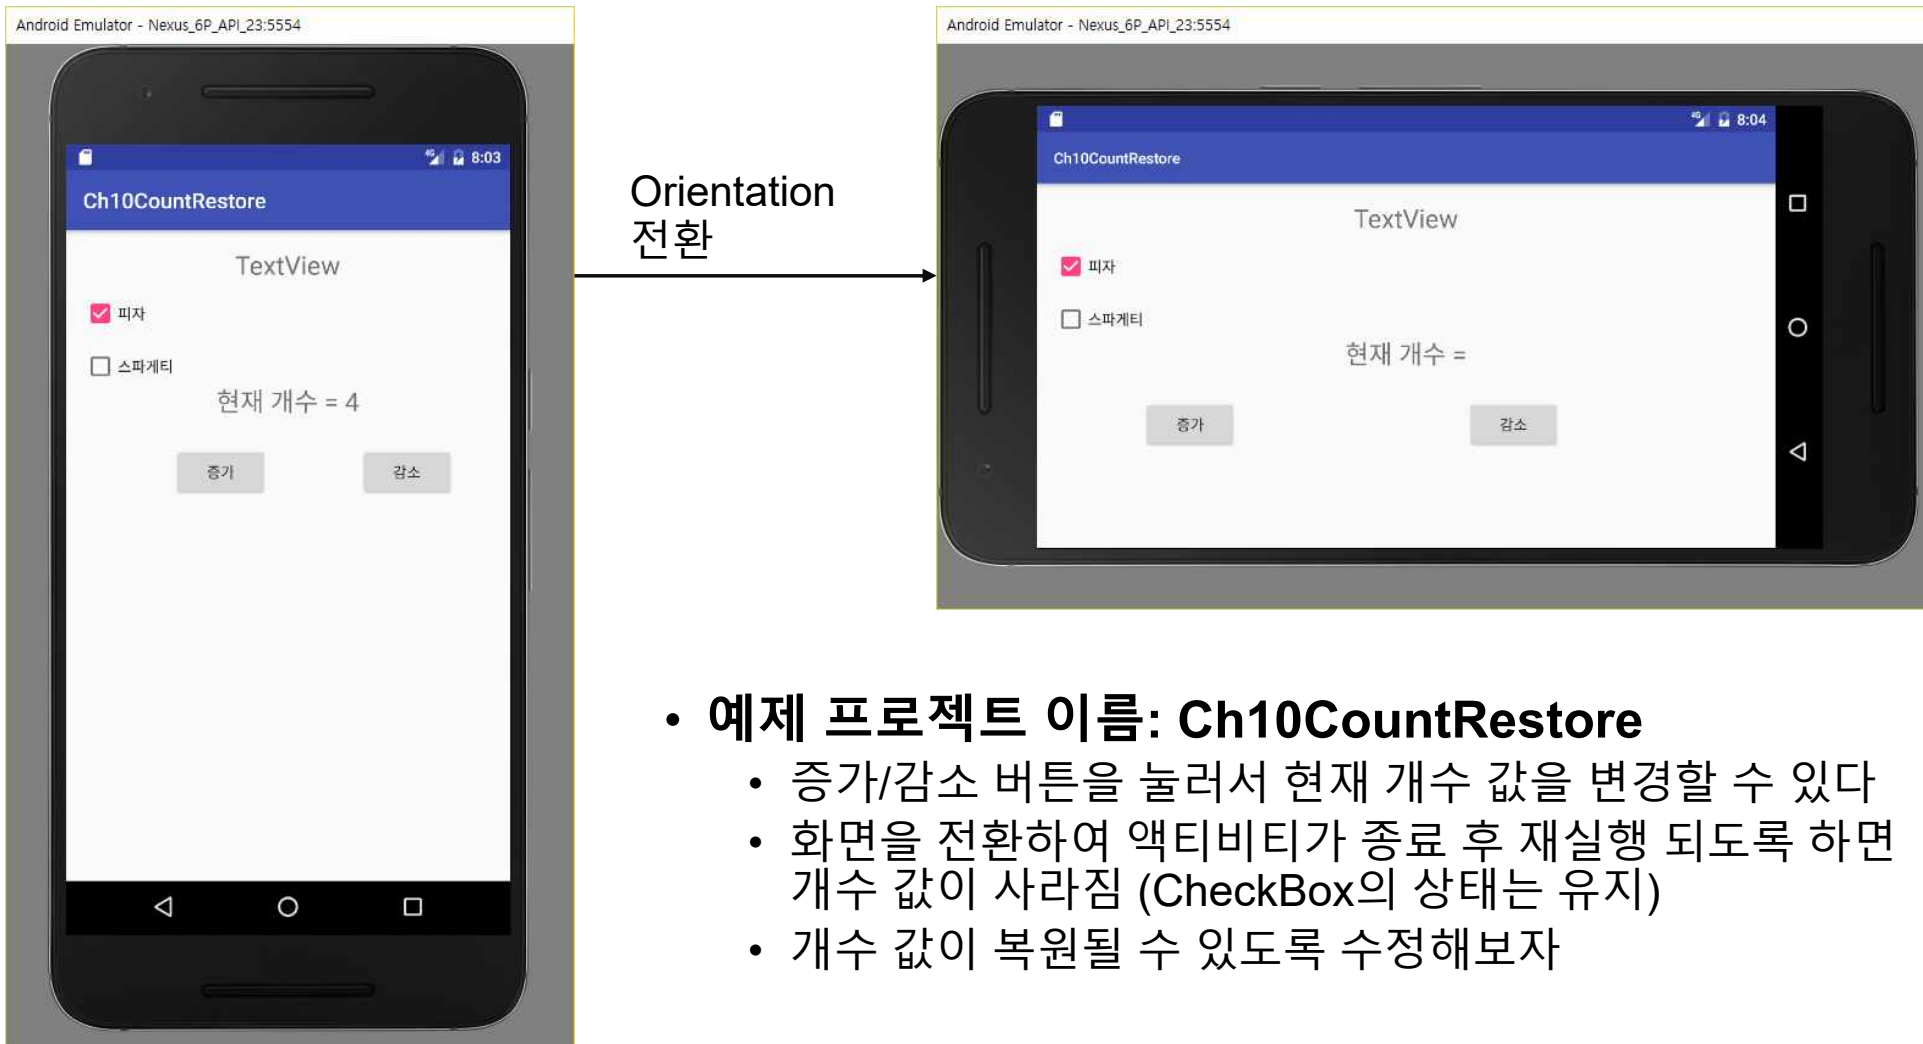 Android Emulator - Nexus_6P_API_23:5554
8:03
Ch10CountRestore
TextView
피자
스파게티
현재 개수 = 4
증가
감소
Orientation
전환
Android Emulator - Nexus_6P_API_23:5554
8:04
Ch10CountRestore
TextView
피자
스파게티
현재 개수 =
증가
감소
• 예제 프로젝트 이름: Ch10CountRestore
• 증가/감소 버튼을 눌러서 현재 개수 값을 변경할 수 있다
• 화면을 전환하여 액티비티가 종료 후 재실행 되도록 하면
개수 값이 사라짐 (CheckBox의 상태는 유지)
• 개수 값이 복원될 수 있도록 수정해보자